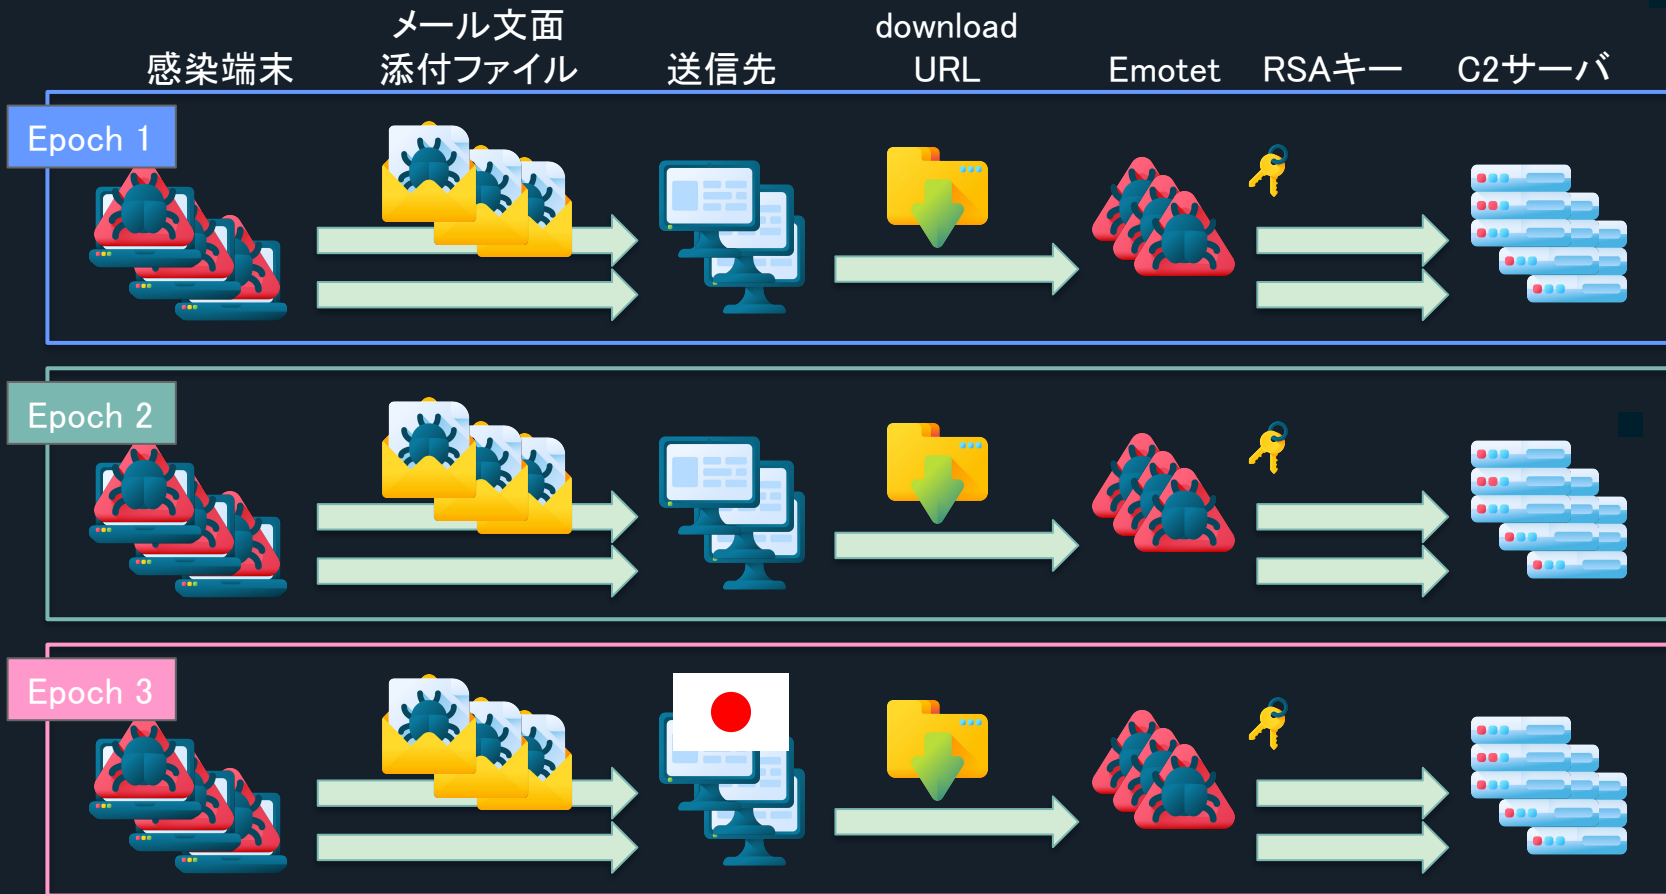 メール文面
download
感染端末
添付ファイル
送信先
URL
Emotet
RSAキー
C2サーバ
Epoch 1
Epoch 2
Epoch 3